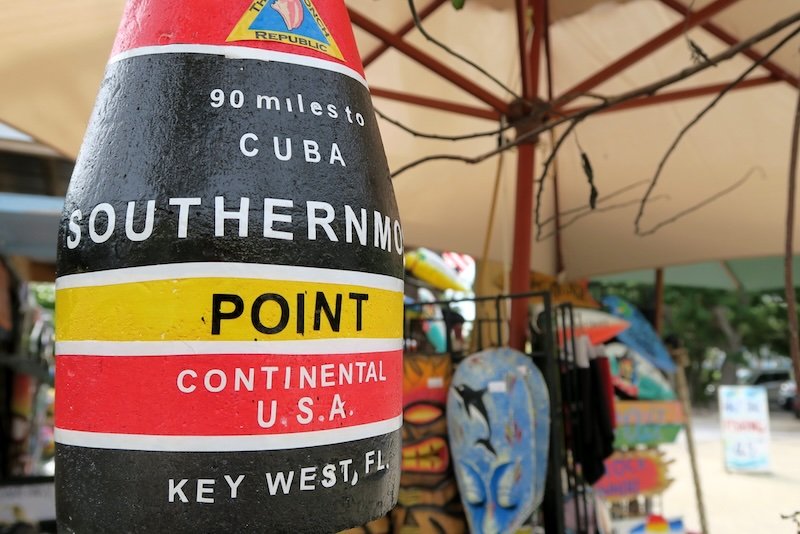 REPUBLIC
90 miles to
CUBA
SOUTHERNMO
POINT
CONTINENTAL
U.S.A.
KEY WEST, FL.